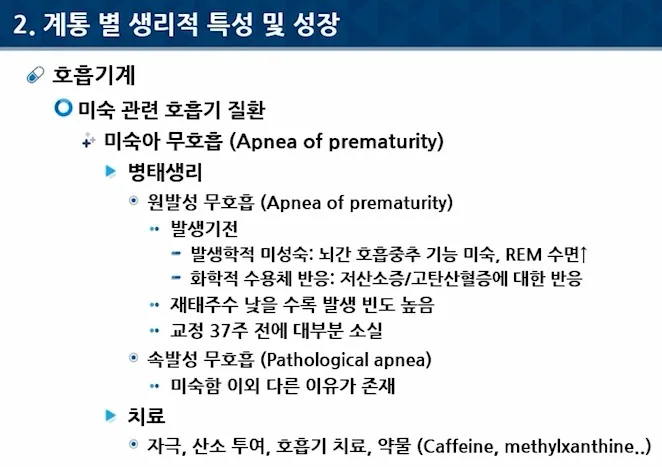 2. 계통 별 생리적 특성 및 성장
호흡기계
미숙 관련 호흡기 질환
미숙아 무호흡 (Apnea of prematurity)
병태생리
원발성 무호흡 (Apnea of prematurity)
발생기전
발생학적 미성숙: 뇌간 호흡중추 기능 미숙, REM 수면↑
화학적 수용체 반응: 저산소증/고탄산혈증에 대한 반응
재태주수 낮을 수록 발생 빈도 높음
교정 37주 전에 대부분 소실
속발성 무호흡 (Pathological apnea)
미숙함 이외 다른 이유가 존재
치료
자극, 산소 투여, 호흡기 치료, 약물 (Caffeine, methylxanthine..)